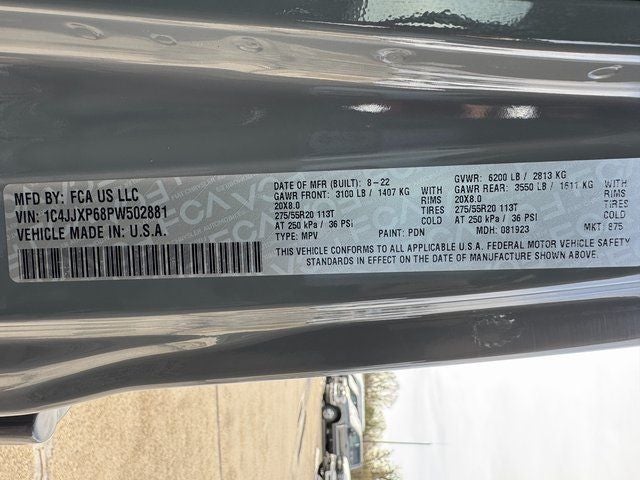 MFD BY: FCA US LLC
VIN: 1C4JJXP68PW502881
VEHICLE MADE IN: U.S.A.
DATE OF MFR (BUILT): 8-22
GAWR FRONT: 3100 LB / 1407 KG WITH
20X8.0 RIMS
275/55R20 113T TIRES
AT 250 kPa / 36 PSI COLD
TYPE: MPV PAINT: PDN
GVWR: 6200 LB / 2813 KG
GAWR REAR: 3550 LB / 1611 KG WITH
20X8.0 RIMS
275/55R20 113T TIRES
AT 250 kPa / 36 PSI COLD
MDH: 081923 MKT: 875
THIS VEHICLE CONFORMS TO ALL APPLICABLE U.S.A. FEDERAL MOTOR VEHICLE SAFETY
STANDARDS IN EFFECT ON THE DATE OF MANUFACTURE SHOWN ABOVE.